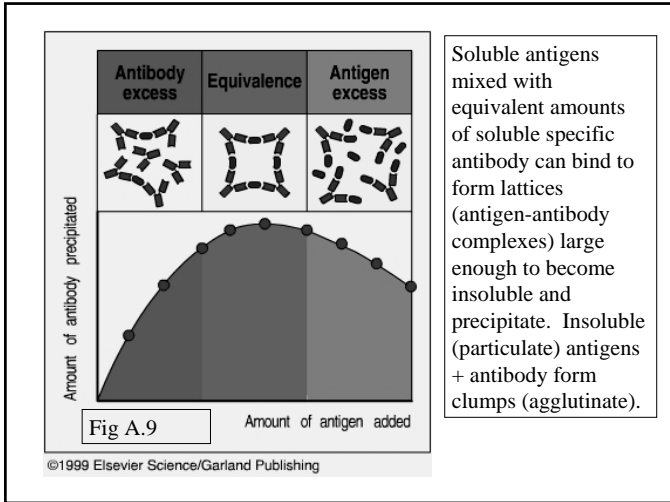 Antibody
excess
Equivalence
Antigen
excess
Amount of antibody precipitated
Amount of antigen added
Fig A.9
©1999 Elsevier Science/Garland Publishing
Soluble antigens
mixed with
equivalent amounts
of soluble specific
antibody can bind to
form lattices
(antigen-antibody
complexes) large
enough to become
insoluble and
precipitate.  Insoluble
(particulate) antigens
+ antibody form
clumps (agglutinate).